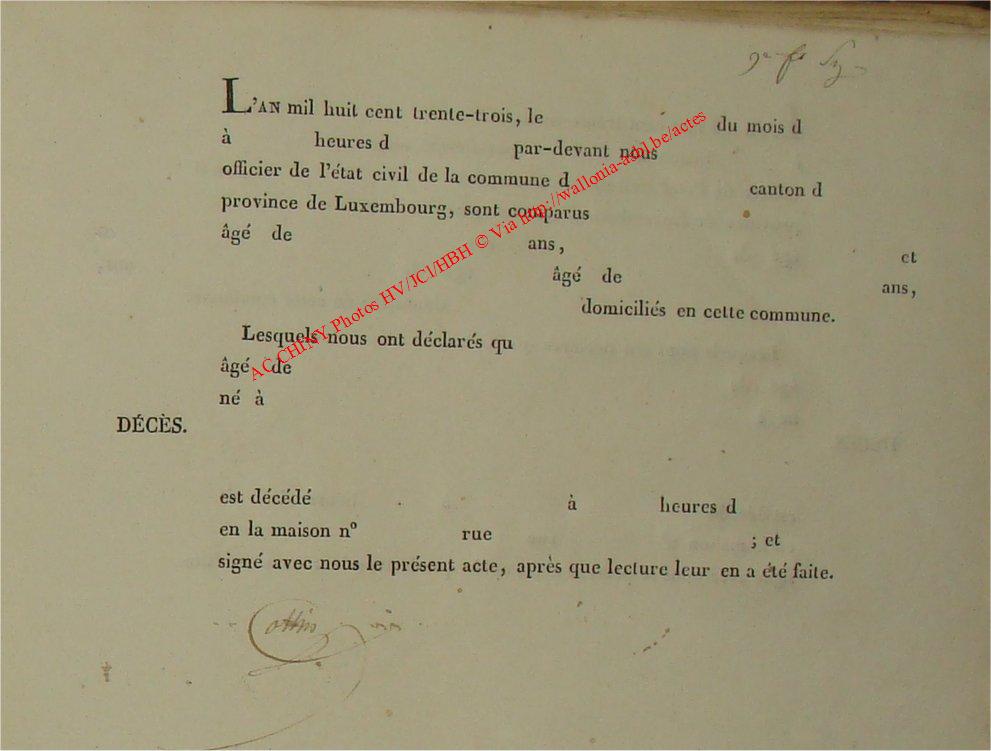 L'AN mil huit cent trente-trois, le du mois d
à heures d par-devant nous
officier de l'état civil de la commune d canton d
province de Luxembourg, sont comparus
âgé de ans, et
âgé de ans,
domiciliés en cette commune.
Lesquels nous ont déclarés qu
âgé de
né à
DÉCÈS.
est décédé à heures d
en la maison nº rue ; et
signé avec nous le présent acte, après que lecture leur en a été faite.
AC CHINY Photos HV/JCl/HBH © Via http://wallonia-asbl.be/actes